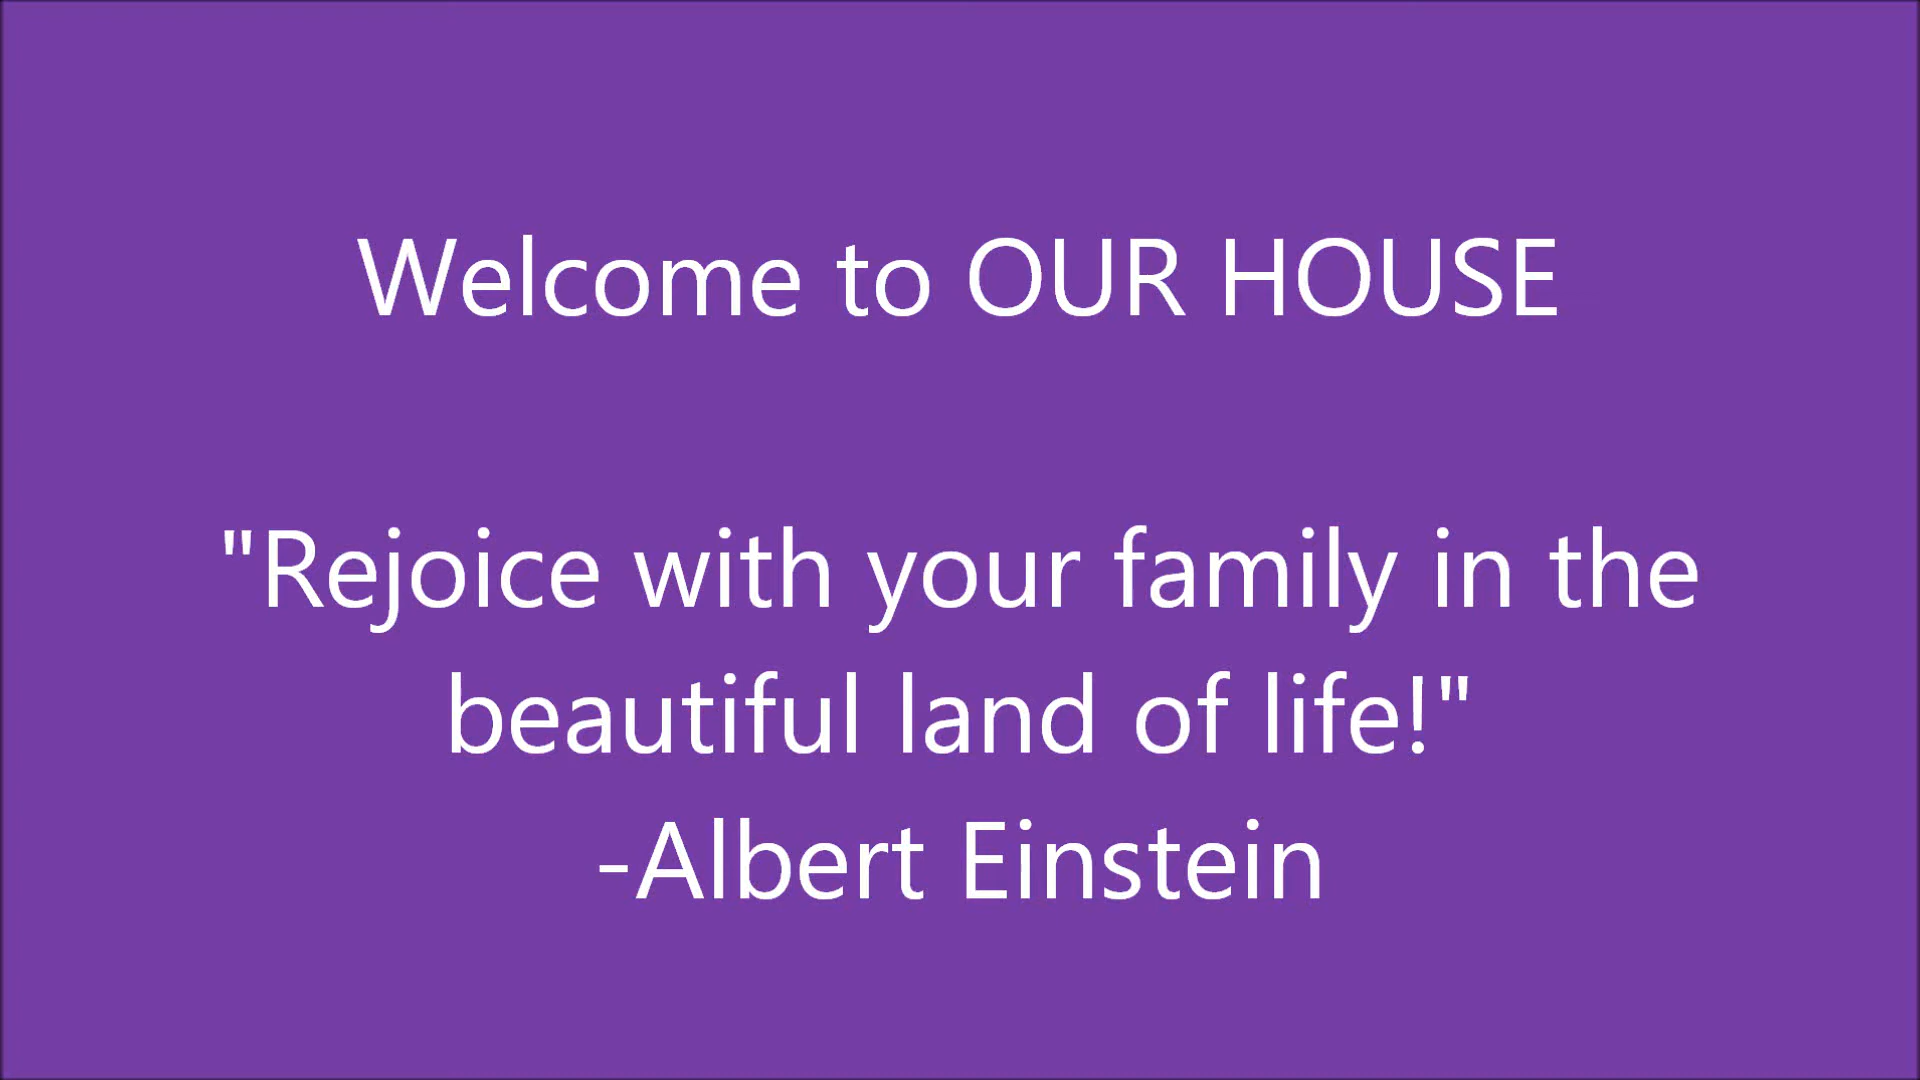 Welcome to OUR HOUSE
"Rejoice with your family in the
beautiful land of life!"
-Albert Einstein